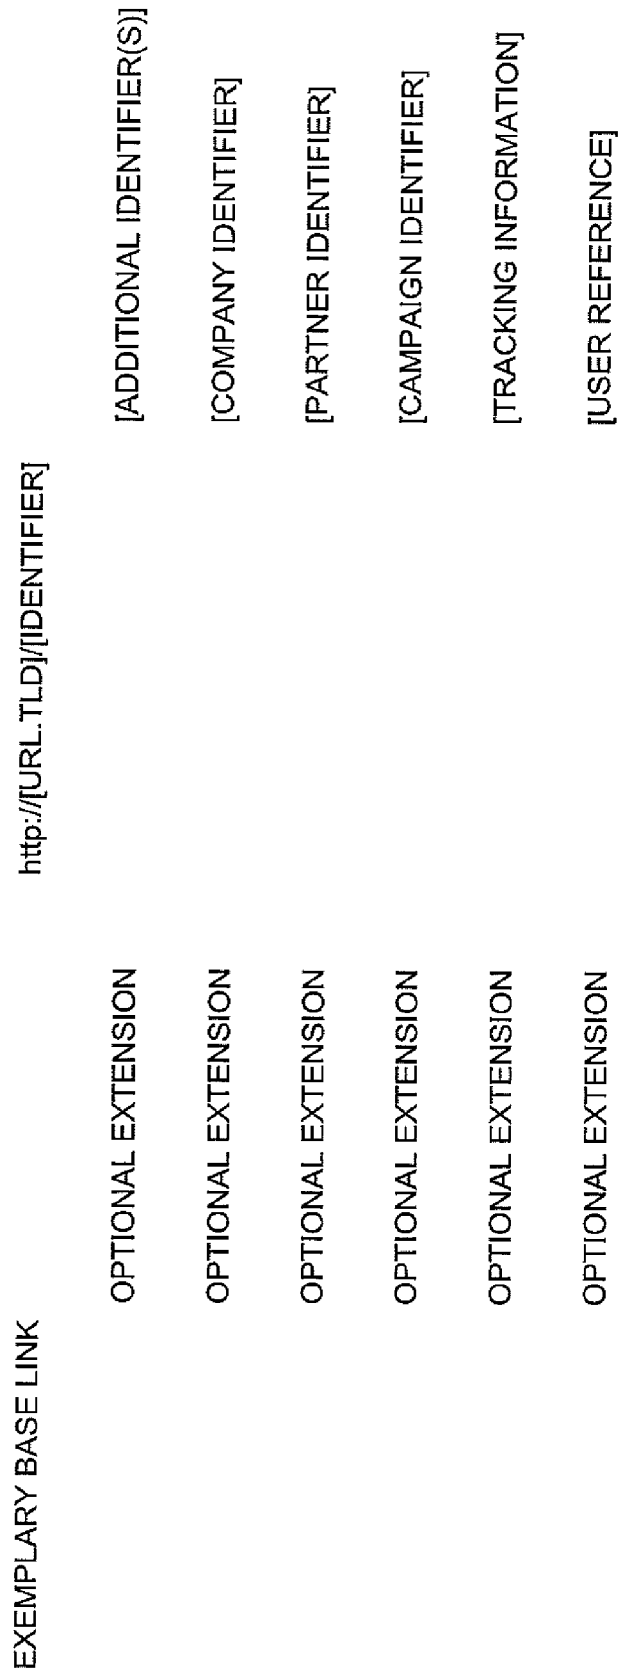 EXEMPLARY BASE LINK http://[URL.TLD]/[IDENTIFIER]
OPTIONAL EXTENSION [ADDITIONAL IDENTIFIER(S)]
OPTIONAL EXTENSION [COMPANY IDENTIFIER]
OPTIONAL EXTENSION [PARTNER IDENTIFIER]
OPTIONAL EXTENSION [CAMPAIGN IDENTIFIER]
OPTIONAL EXTENSION [TRACKING INFORMATION]
OPTIONAL EXTENSION [USER REFERENCE]